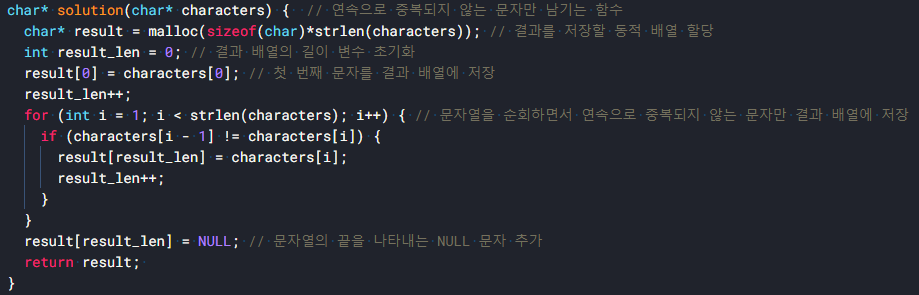 char* solution(char* characters) {  // 연속으로 중복되지 않는 문자만 남기는 함수
  char* result = malloc(sizeof(char)*strlen(characters)); // 결과를 저장할 동적 배열 할당
  int result_len = 0; // 결과 배열의 길이 변수 초기화
  result[0] = characters[0]; // 첫 번째 문자를 결과 배열에 저장
  result_len++;
  for (int i = 1; i < strlen(characters); i++) { // 문자열을 순회하면서 연속으로 중복되지 않는 문자만 결과 배열에 저장
    if (characters[i - 1] != characters[i]) {
      result[result_len] = characters[i];
      result_len++;
    }
  }
  result[result_len] = NULL; // 문자열의 끝을 나타내는 NULL 문자 추가
  return result;
}